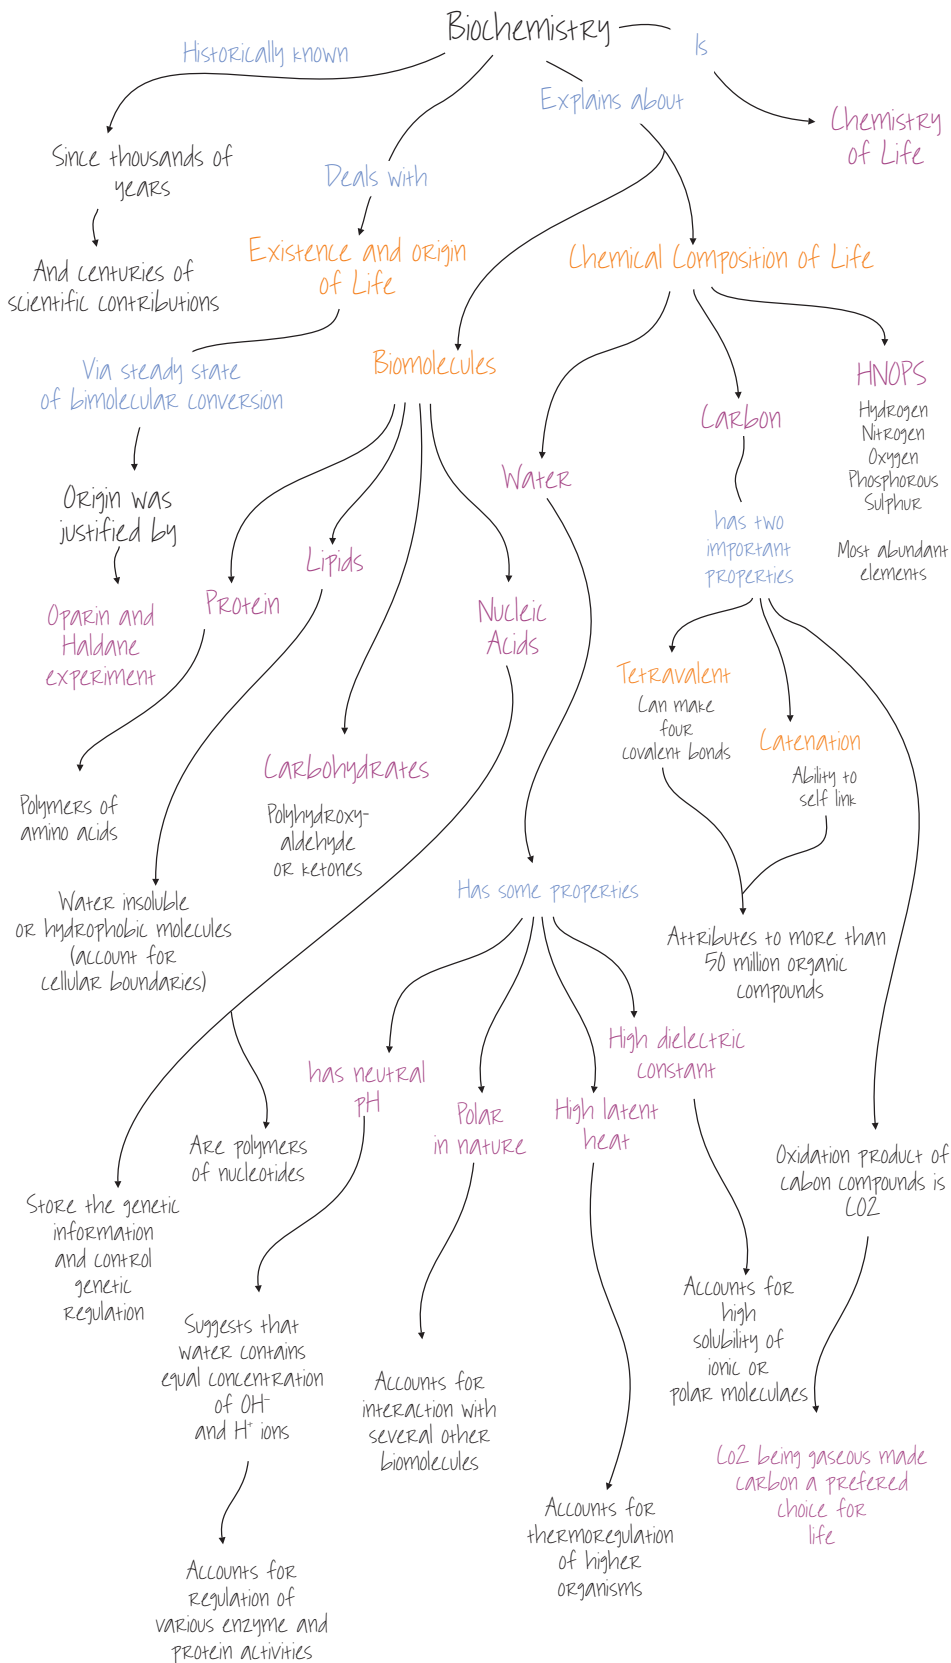 Biochemistry
Historically known
Is
Explains about
Chemistry
of Life
Since thousands of
years
Deals with
Existence and origin
of Life
Chemical Composition of Life
And centuries of
scientific contributions
Via steady state
of bimolecular conversion
Biomolecules
HNOPS
Hydrogen
Nitrogen
Oxygen
Phosphorous
Sulphur
Most abundant
elements
Carbon
Water
has two
important
properties
Origin was
justified by
Oparin and
Haldane
experiment
Protein
Lipids
Nucleic
Acids
Tetravalent
Can make
four
covalent bonds
Catenation
Ability to
self link
Carbohydrates
Polyhydroxy-
aldehyde
or ketones
Polymers of
amino acids
Water insoluble
or hydrophobic molecules
(account for
cellular boundaries)
Has some properties
Attributes to more than
50 million organic
compounds
has neutral
pH
Polar
in nature
High latent
heat
High dielectric
constant
Are polymers
of nucleotides
Oxidation product of
cabon compounds is
CO2
Store the genetic
information
and control
genetic
regulation
Suggests that
water contains
equal concentration
of OH-
and H+ ions
Accounts for
interaction with
several other
biomolecules
Accounts for
high
solubility of
ionic or
polar moleculaes
Co2 being gaseous made
carbon a prefered
choice for
life
Accounts for
thermoregulation
of higher
organisms
Accounts for
regulation of
various enzyme and
protein activities